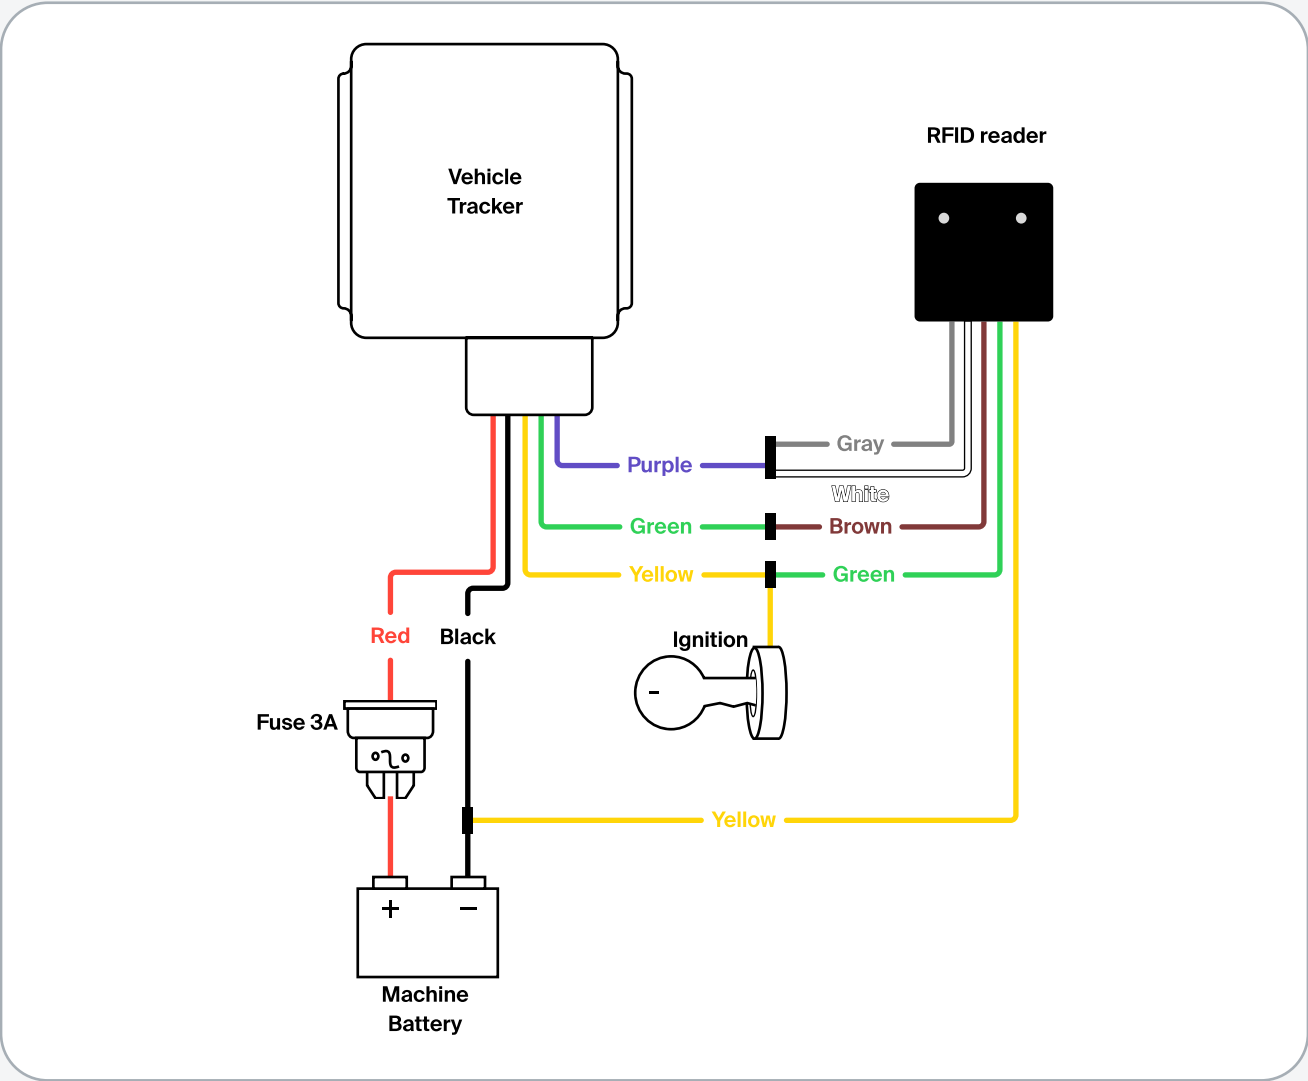 Vehicle
Tracker
RFID reader
Gray
Purple
White
Green
Brown
Yellow
Green
Red
Black
Ignition
Fuse 3A
Yellow
+
−
Machine
Battery